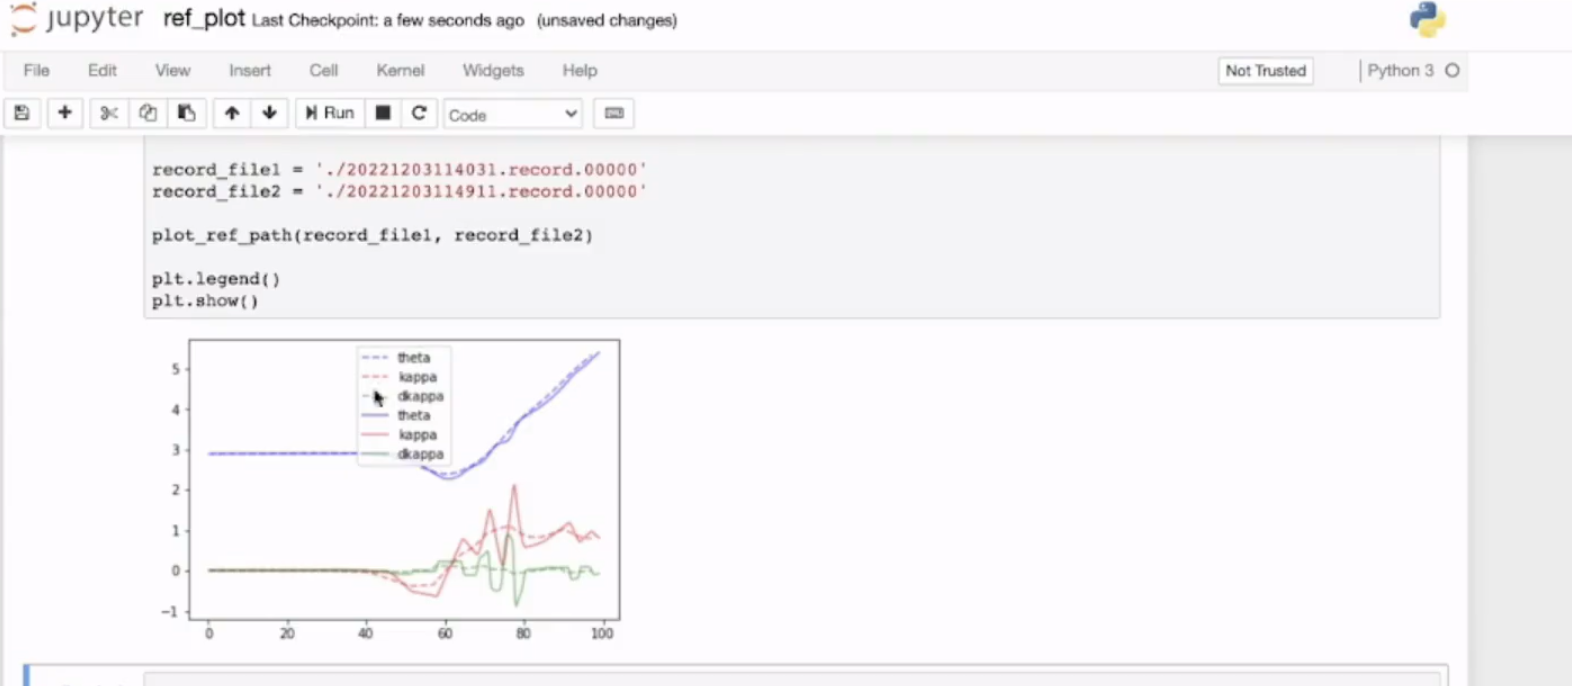 jupyter ref_plot Last Checkpoint: a few seconds ago (unsaved changes)
File Edit View Insert Cell Kernel Widgets Help Not Trusted Python 3
Run Code
record_file1 = './20221203114031.record.00000'
record_file2 = './20221203114911.record.00000'
plot_ref_path(record_file1, record_file2)
plt.legend()
plt.show()
theta
kappa
dkappa
theta
kappa
dkappa
5
4
3
2
1
0
−1
0 20 40 60 80 100